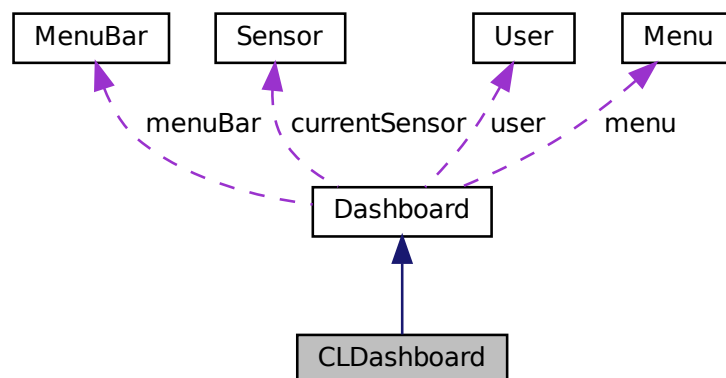 MenuBar
Sensor
User
Menu
menuBar
currentSensor
user
menu
Dashboard
CLDashboard